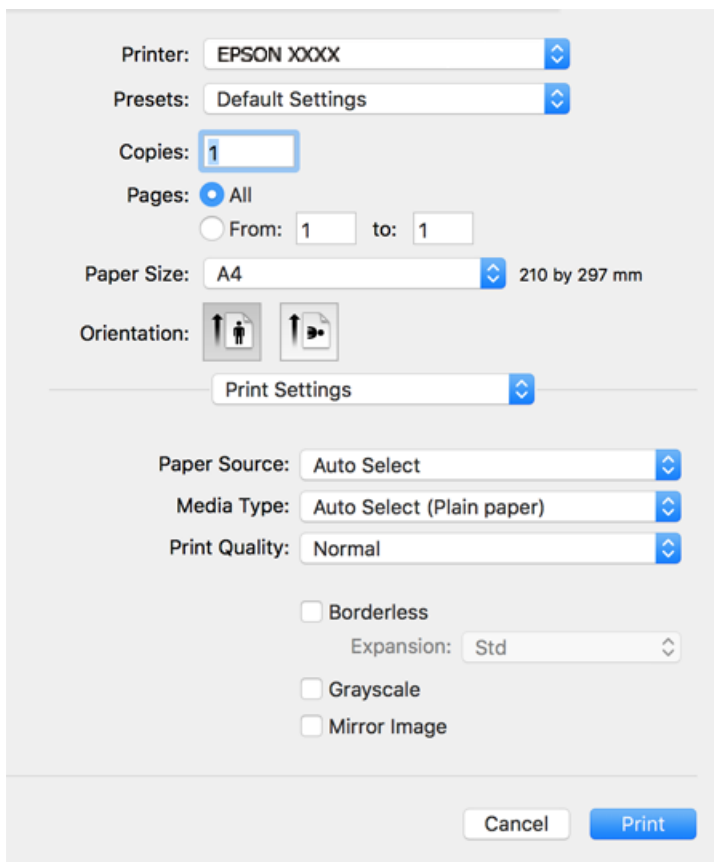 Printer: EPSON XXXX
Presets: Default Settings
Copies: 1
Pages: All
From: 1 to: 1
Paper Size: A4 210 by 297 mm
Orientation:
Print Settings
Paper Source: Auto Select
Media Type: Auto Select (Plain paper)
Print Quality: Normal
Borderless
Expansion: Std
Grayscale
Mirror Image
Cancel Print